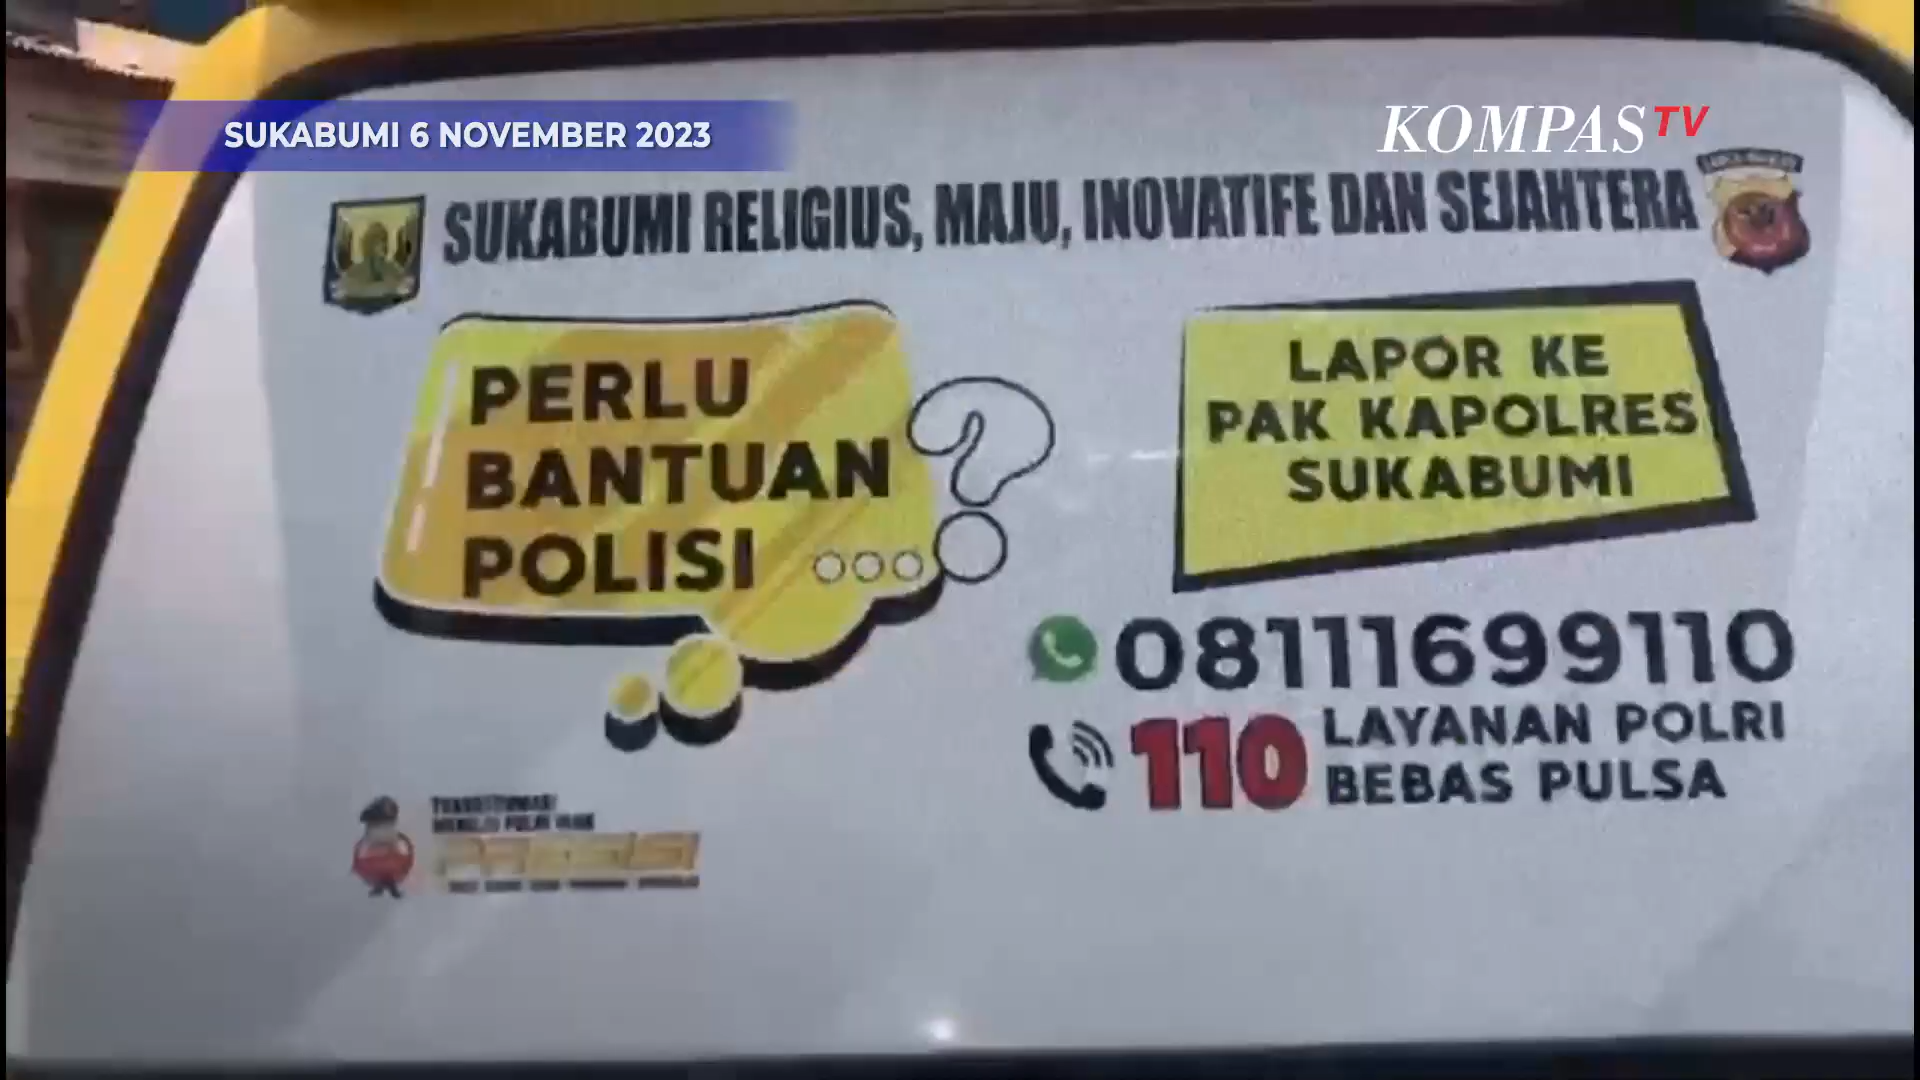 SUKABUMI 6 NOVEMBER 2023
KOMPAS TV
SUKABUMI RELIGIUS, MAJU, INOVATIFE DAN SEJAHTERA
PERLU
BANTUAN
POLISI ...?
LAPOR KE
PAK KAPOLRES
SUKABUMI
08111699110
110 LAYANAN POLRI
BEBAS PULSA